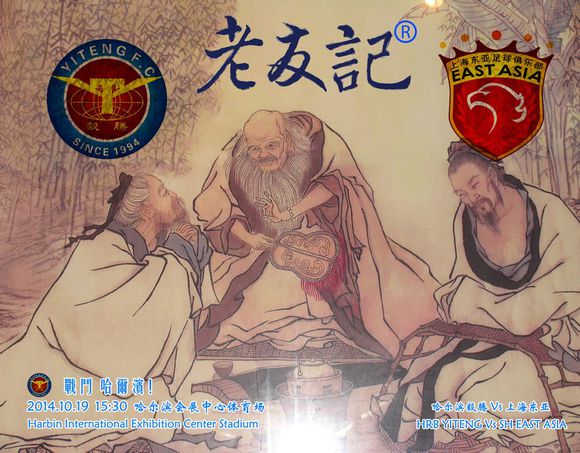 老友記®
YITENG F.C
毅腾
SINCE 1994
上海东亚足球俱乐部
EAST ASIA
戰鬥 哈爾濱!
2014.10.19 15:30 哈尔滨会展中心体育场
Harbin International Exhibition Center Stadium
哈尔滨毅腾 Vs 上海东亚
HRB YITENG Vs SH EAST ASIA